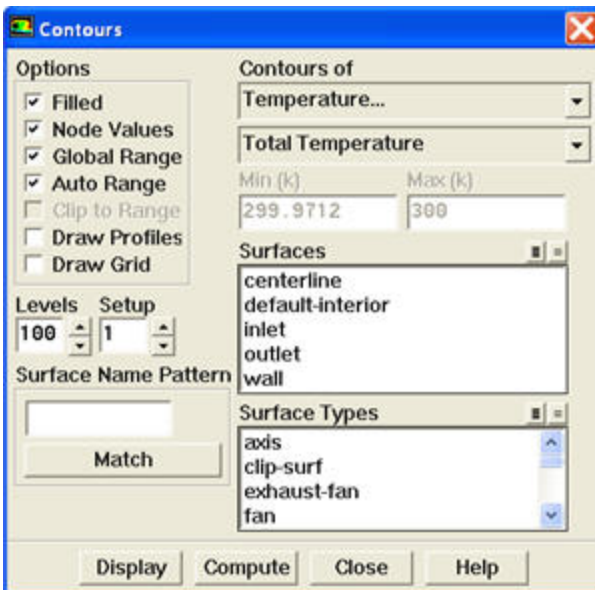 Contours
Options
Filled
Node Values
Global Range
Auto Range
Clip to Range
Draw Profiles
Draw Grid
Levels Setup
100 1
Surface Name Pattern
Match
Contours of
Temperature...
Total Temperature
Min (k) Max (k)
299.9712 300
Surfaces
centerline
default-interior
inlet
outlet
wall
Surface Types
axis
clip-surf
exhaust-fan
fan
Display Compute Close Help